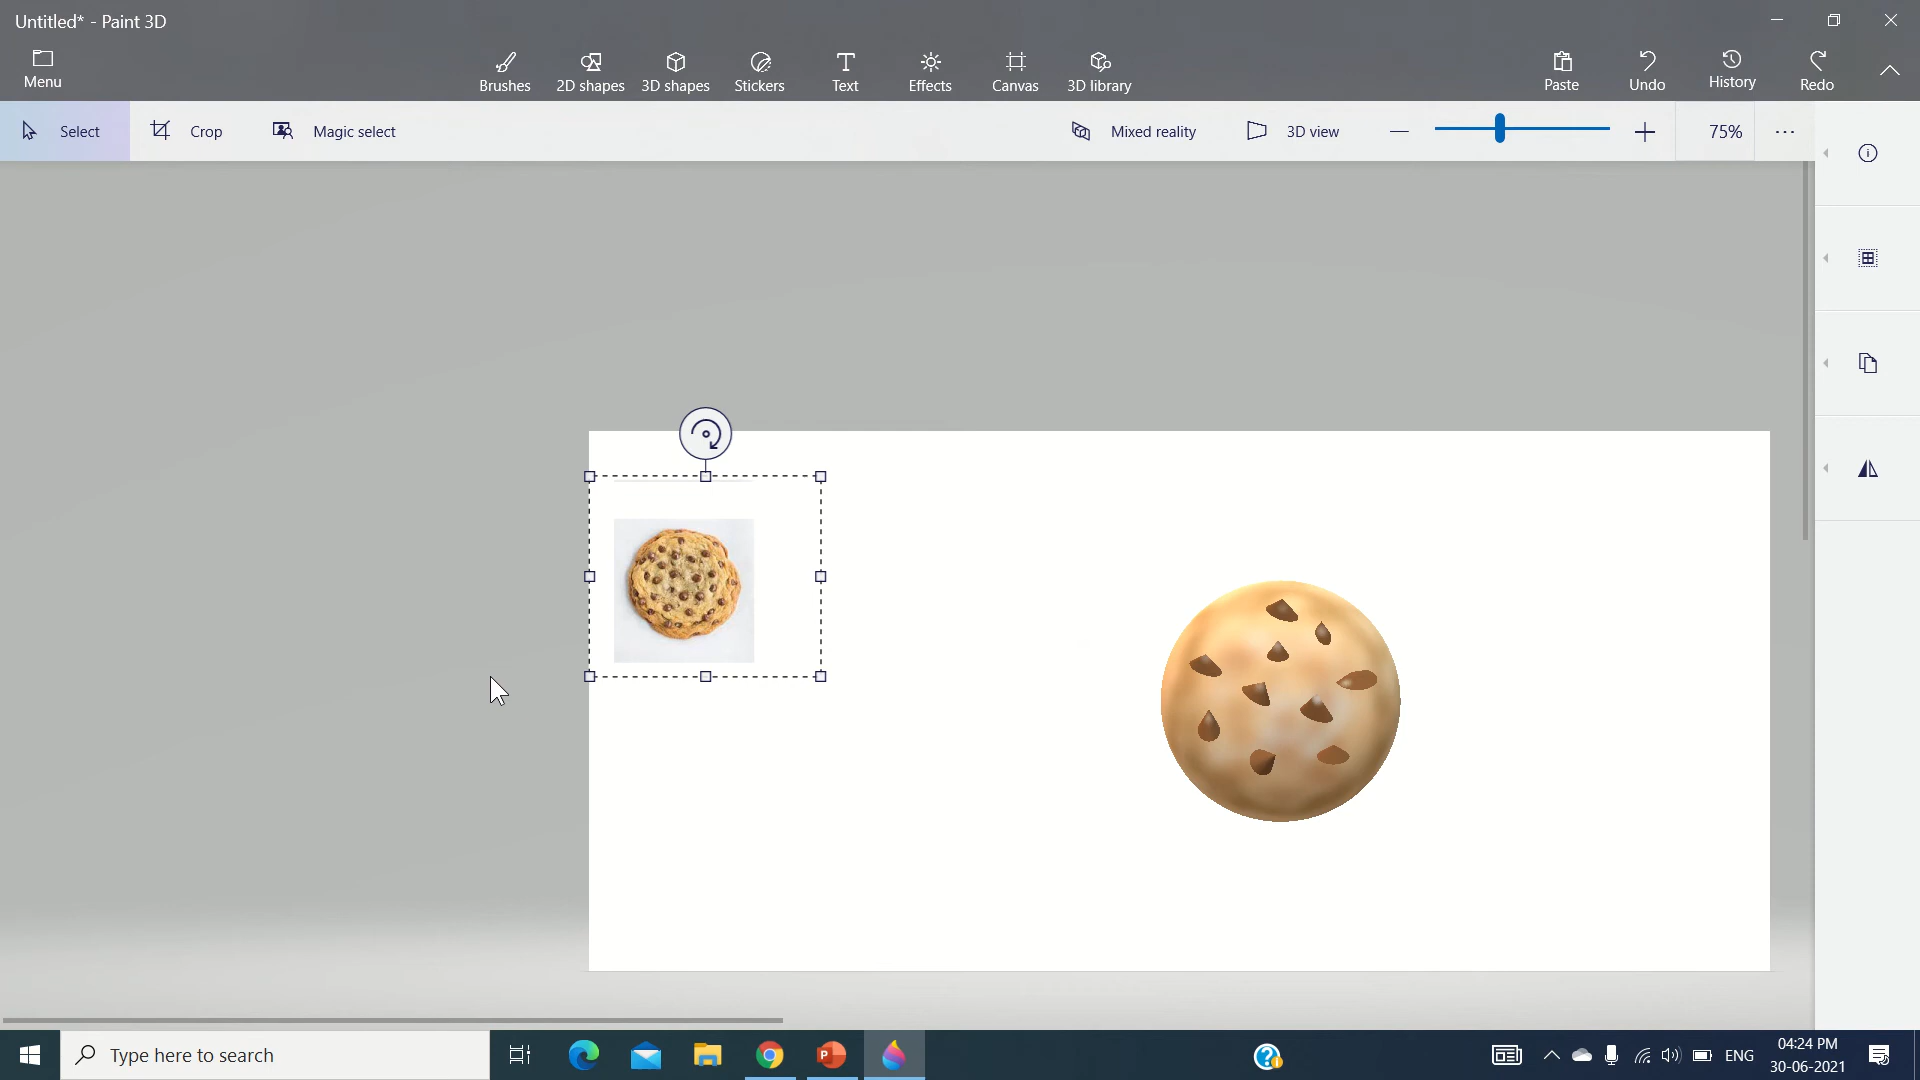 Untitled* - Paint 3D
Menu
Brushes
2D shapes
3D shapes
Stickers
Text
Effects
Canvas
3D library
Paste
Undo
History
Redo
Select
Crop
Magic select
Mixed reality
3D view
75%
Type here to search
ENG
04:24 PM
30-06-2021